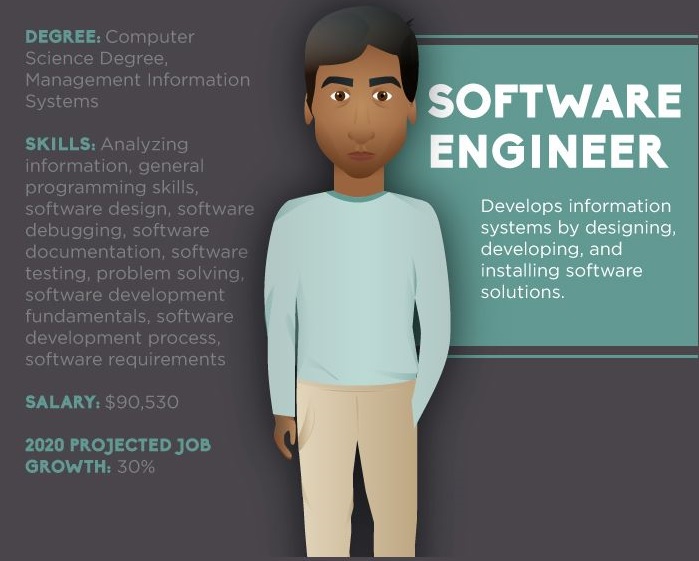 DEGREE: Computer
Science Degree,
Management Information
Systems
SKILLS: Analyzing
information, general
programming skills,
software design, software
debugging, software
documentation, software
testing, problem solving,
software development
fundamentals, software
development process,
software requirements
SALARY: $90,530
2020 PROJECTED JOB
GROWTH: 30%
SOFTWARE
ENGINEER
Develops information
systems by designing,
developing, and
installing software
solutions.